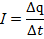 I = Δq / Δt